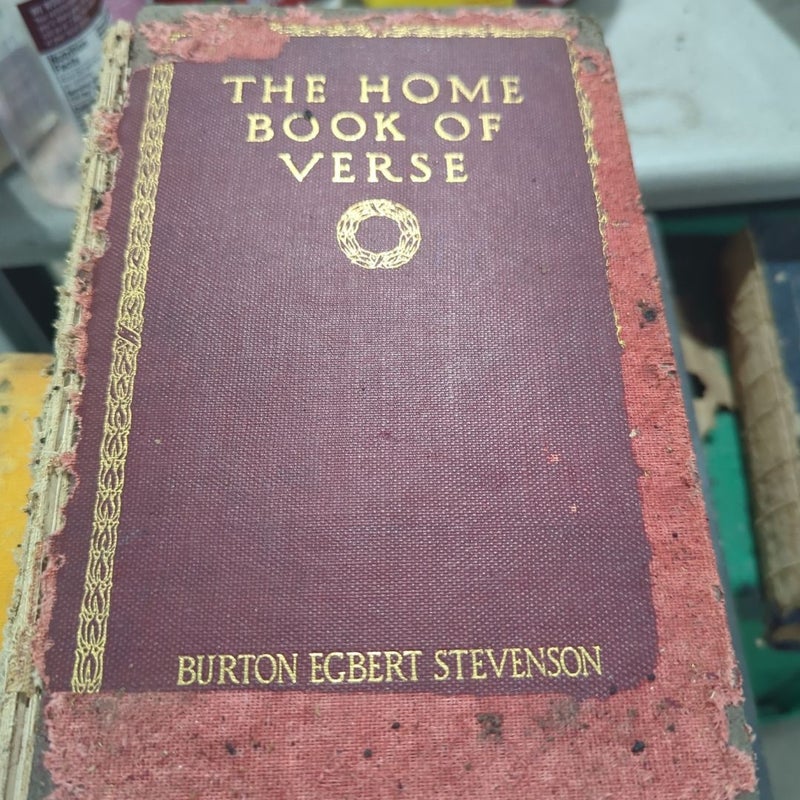 THE HOME
BOOK OF
VERSE
BURTON EGBERT STEVENSON